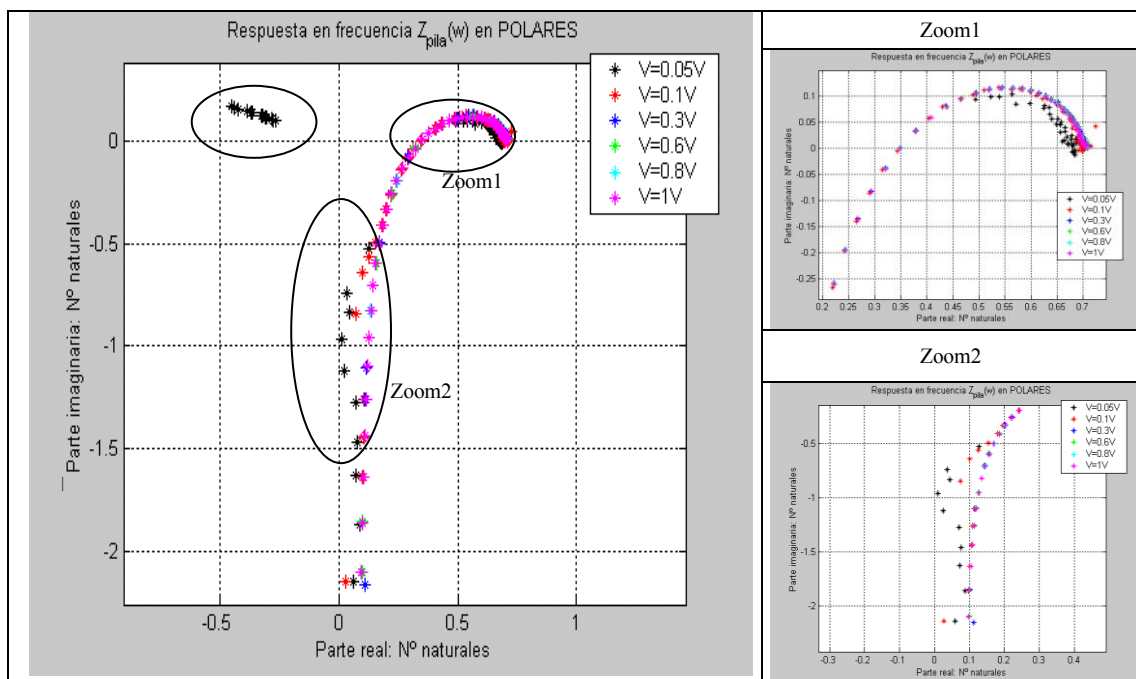 Respuesta en frecuencia Z_pila(w) en POLARES
Parte imaginaria: Nº naturales
0
-0.5
-1
-1.5
-2
-0.5
0
0.5
1
Parte real: Nº naturales
V=0.05V
V=0.1V
V=0.3V
V=0.6V
V=0.8V
V=1V
Zoom1
Zoom2
Zoom1
Respuesta en frecuencia Z_pila(w) en POLARES
Parte imaginaria: Nº naturales
0.1
0.05
0
-0.05
-0.1
-0.15
-0.2
-0.25
0.2
0.25
0.3
0.35
0.4
0.45
0.5
0.55
0.6
0.65
0.7
Parte real: Nº naturales
V=0.05V
V=0.1V
V=0.3V
V=0.6V
V=0.8V
V=1V
Zoom2
Respuesta en frecuencia Z_pila(w) en POLARES
Parte imaginaria: Nº naturales
-0.5
-1
-1.5
-2
-0.3
-0.2
-0.1
0
0.1
0.2
0.3
0.4
Parte real: Nº naturales
V=0.05V
V=0.1V
V=0.3V
V=0.6V
V=0.8V
V=1V